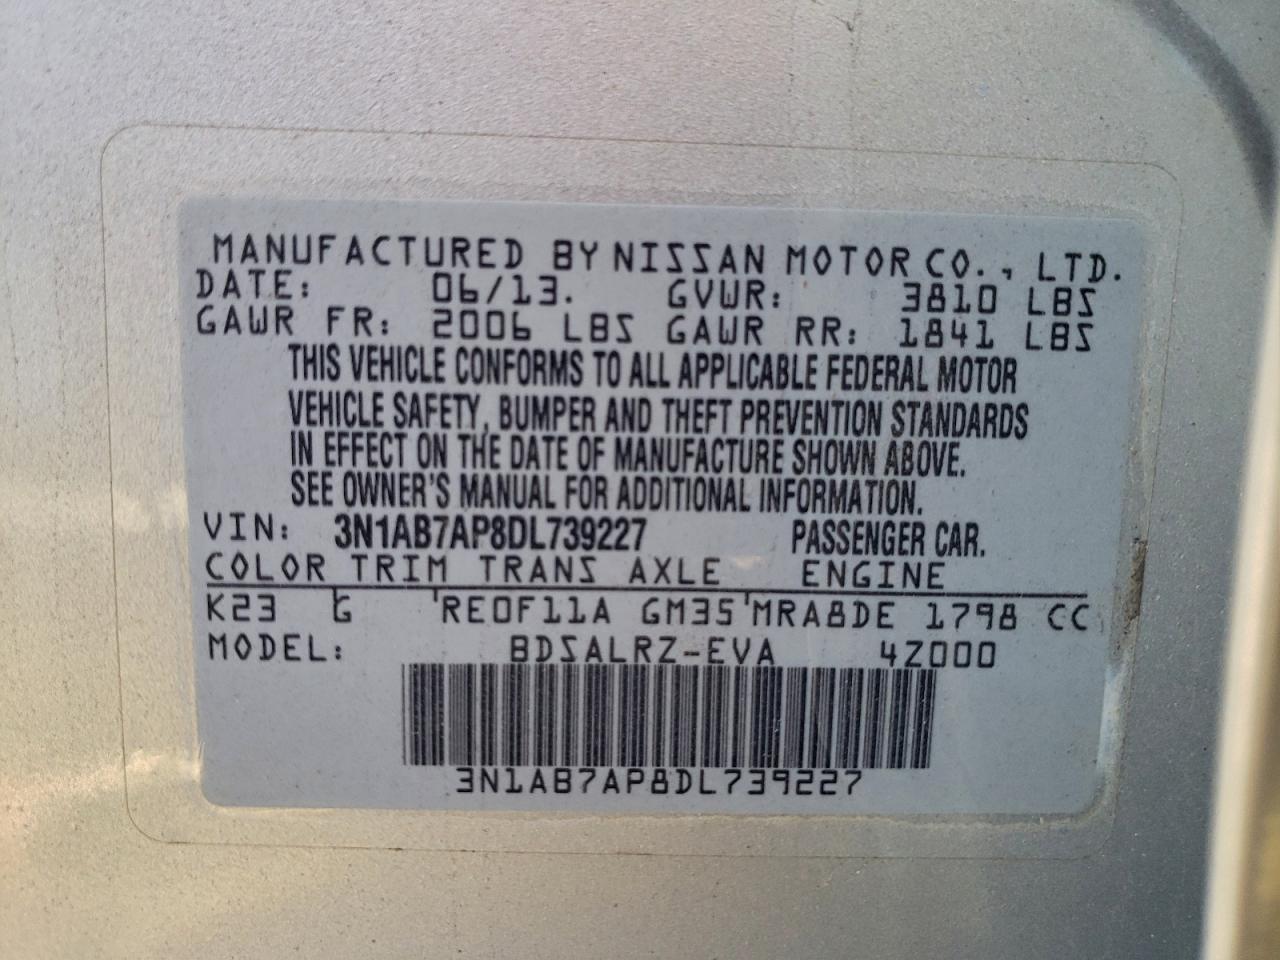 MANUFACTURED BY NISSAN MOTOR CO., LTD.
DATE: 06/13. GVWR: 3810 LBS
GAWR FR: 2006 LBS GAWR RR: 1841 LBS
THIS VEHICLE CONFORMS TO ALL APPLICABLE FEDERAL MOTOR
VEHICLE SAFETY, BUMPER AND THEFT PREVENTION STANDARDS
IN EFFECT ON THE DATE OF MANUFACTURE SHOWN ABOVE.
SEE OWNER'S MANUAL FOR ADDITIONAL INFORMATION.
VIN: 3N1AB7AP8DL739227 PASSENGER CAR.
COLOR TRIM TRANS AXLE ENGINE
K23 G RE0F11A GM35 MRA8DE 1798 CC
MODEL: BDSALRZ-EVA 4Z000
3N1AB7AP8DL739227